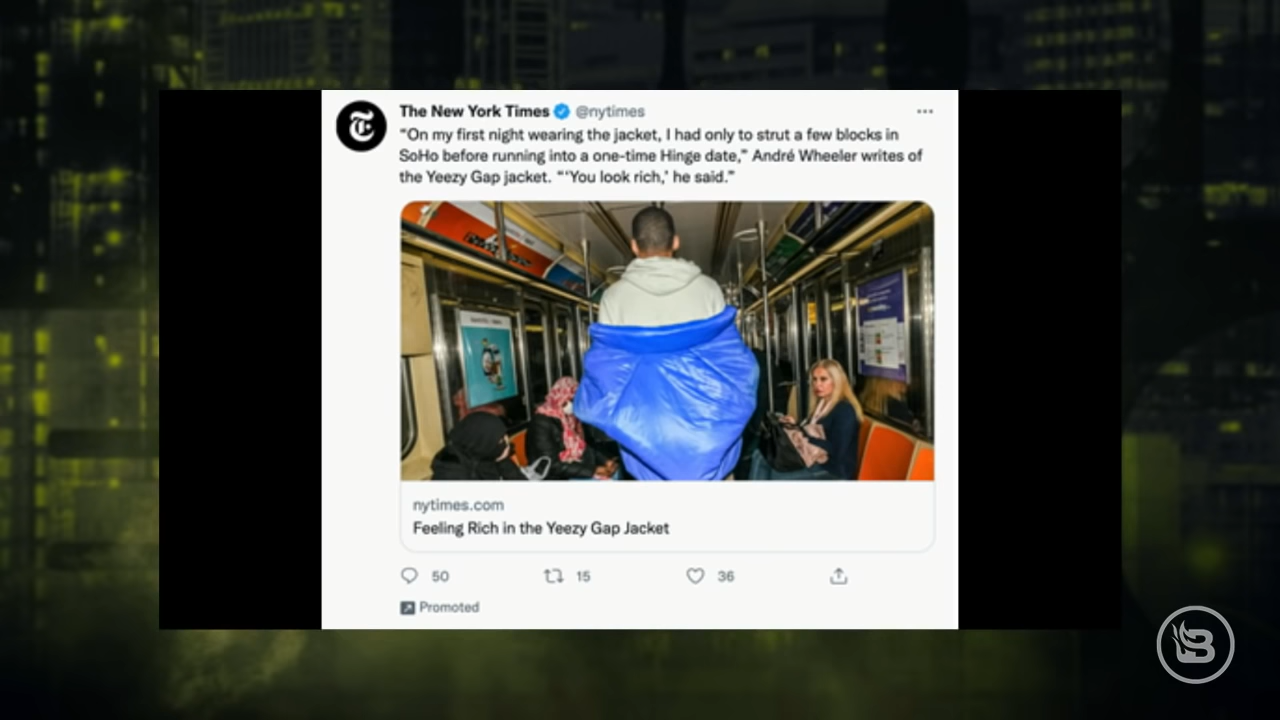 The New York Times @nytimes
“On my first night wearing the jacket, I had only to strut a few blocks in
SoHo before running into a one-time Hinge date,” André Wheeler writes of
the Yeezy Gap jacket. “‘You look rich,’ he said.”
nytimes.com
Feeling Rich in the Yeezy Gap Jacket
50 15 36
Promoted